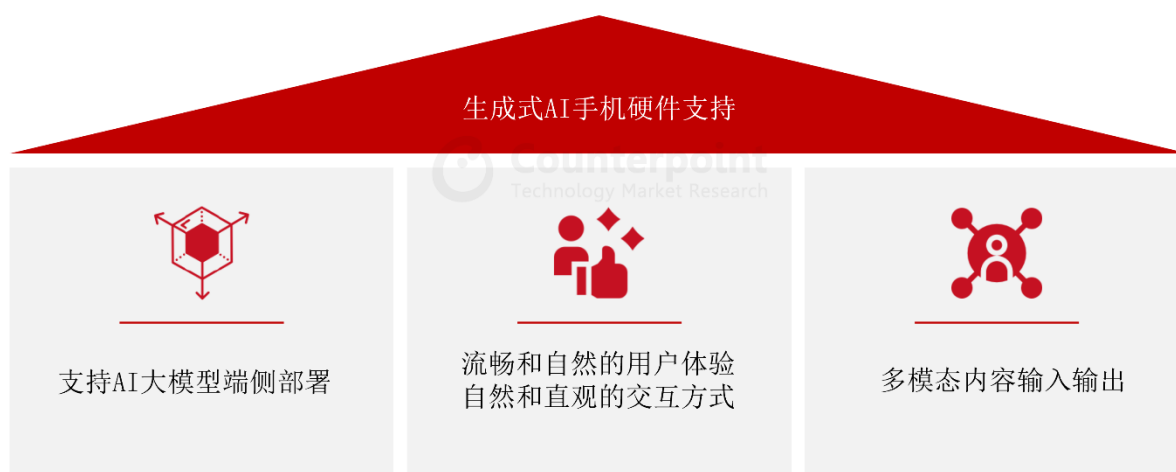 生成式AI手机硬件支持
Counterpoint
Technology Market Research
支持AI大模型端侧部署
流畅和自然的用户体验
自然和直观的交互方式
多模态内容输入输出